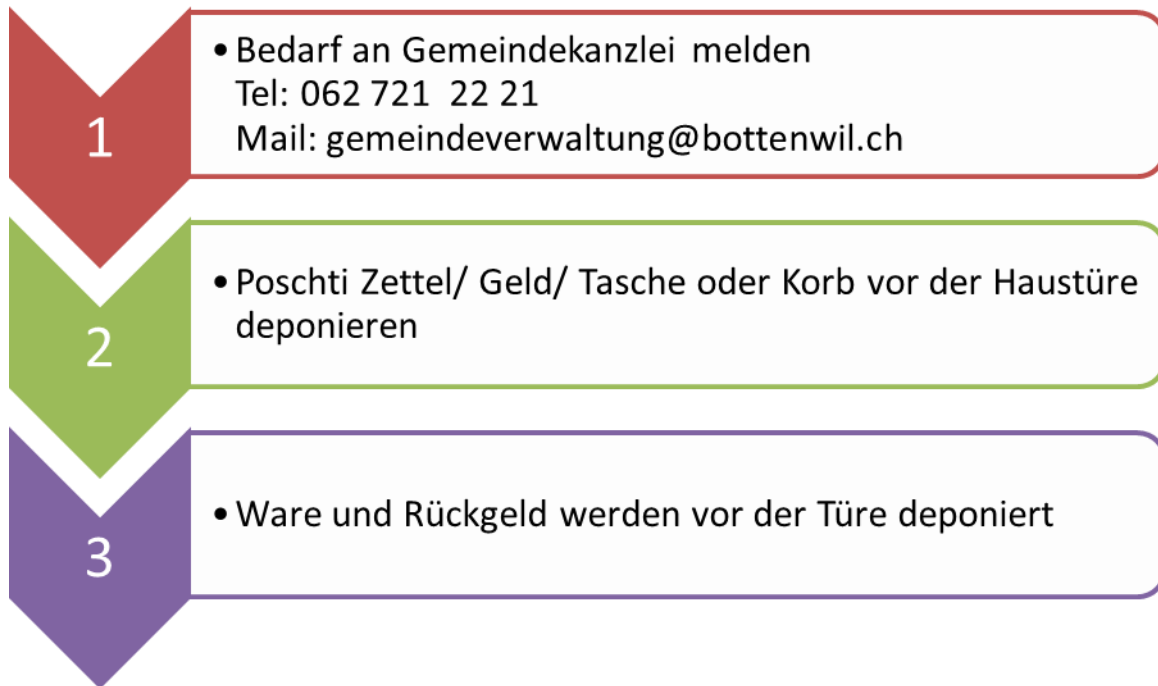 1
• Bedarf an Gemeindekanzlei melden
Tel: 062 721 22 21
Mail: gemeindeverwaltung@bottenwil.ch
2
• Poschti Zettel/ Geld/ Tasche oder Korb vor der Haustüre
deponieren
3
• Ware und Rückgeld werden vor der Türe deponiert